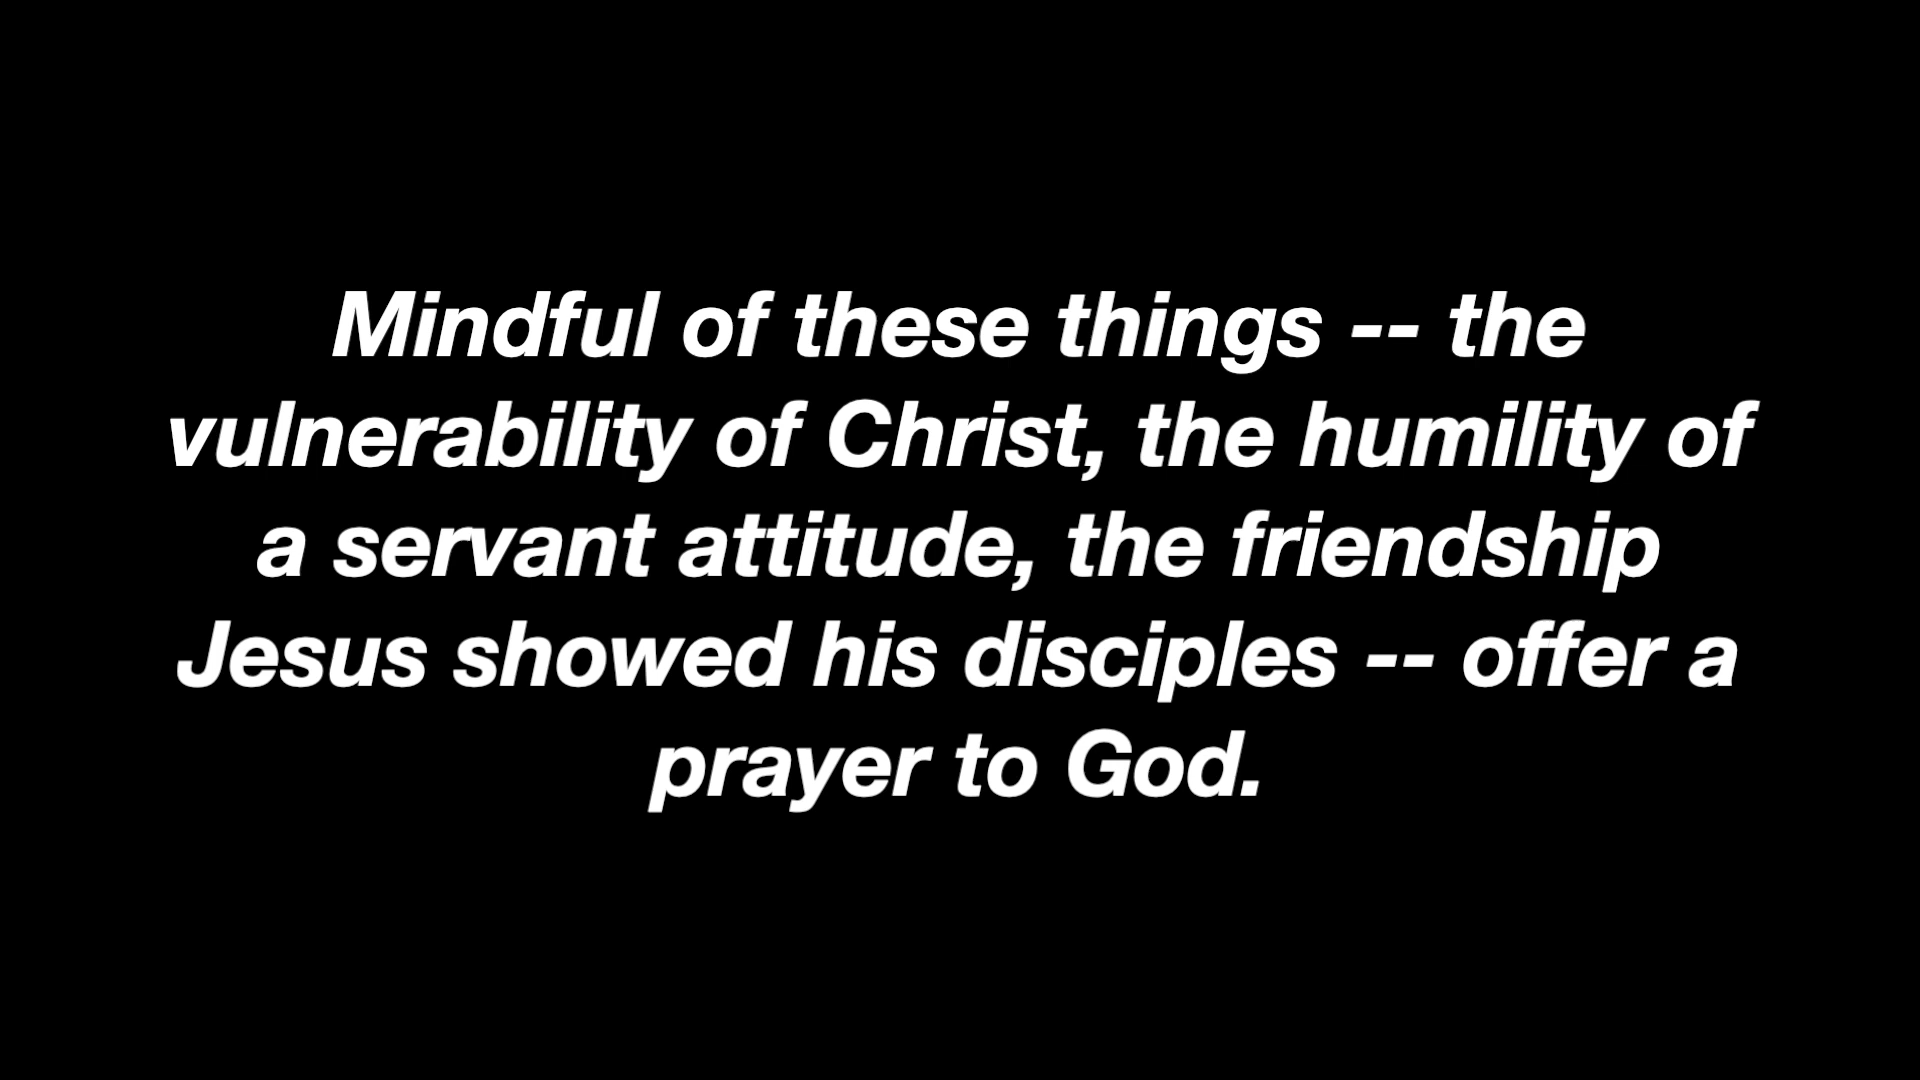 Mindful of these things -- the
vulnerability of Christ, the humility of
a servant attitude, the friendship
Jesus showed his disciples -- offer a
prayer to God.